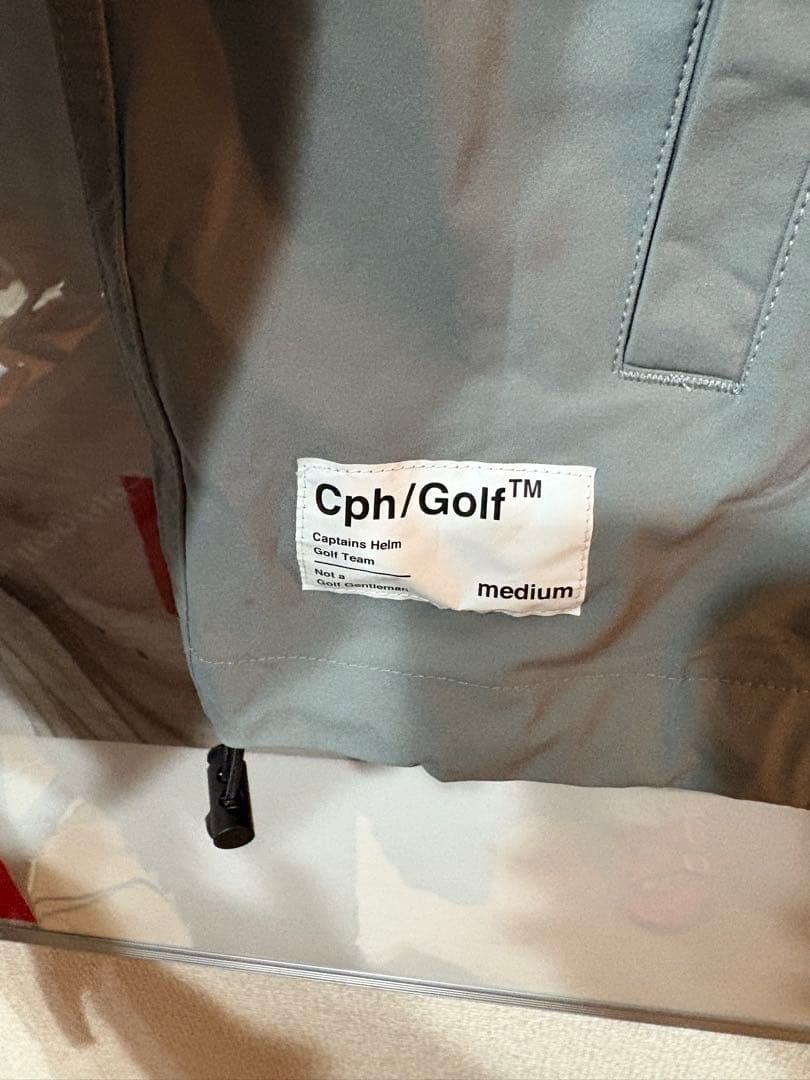 Cph/Golf™
Captains Helm
Golf Team
Not a
Golf Gentleman
medium